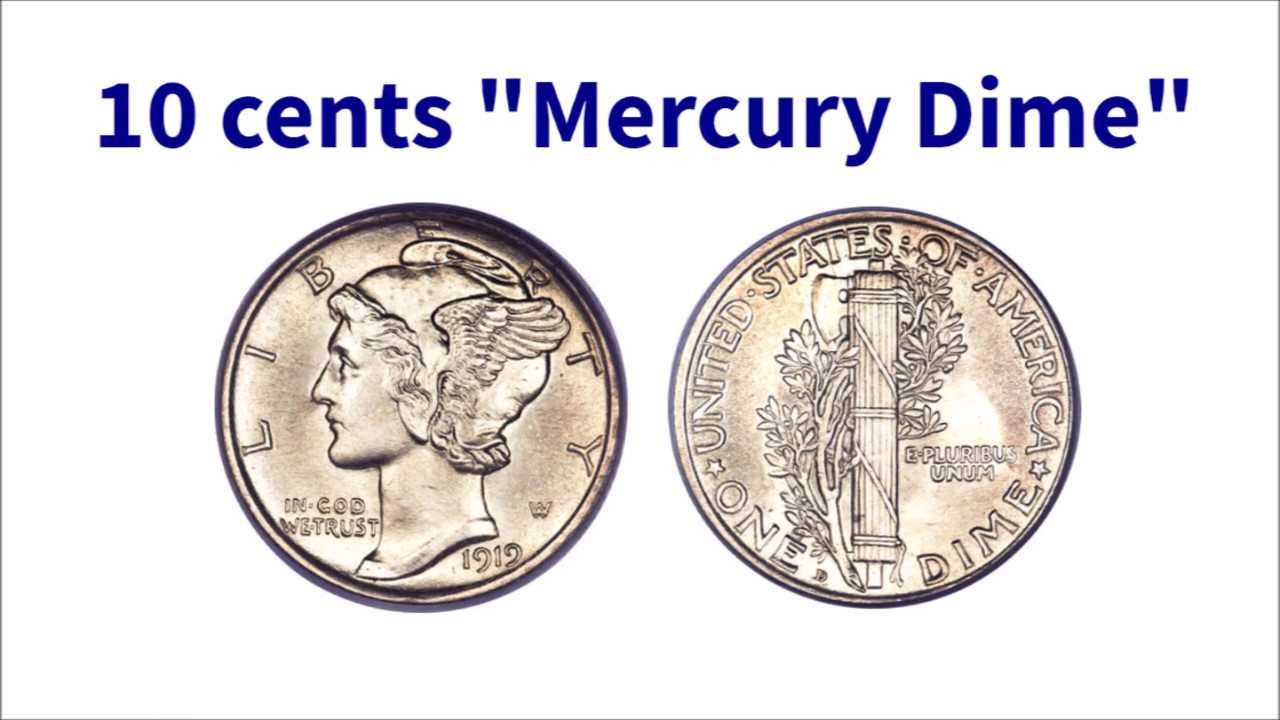 10 cents "Mercury Dime"
LIBERTY
IN·GOD
WE·TRUST
1919
W
UNITED·STATES·OF·AMERICA
E·PLURIBUS
UNUM
ONE DIME
D